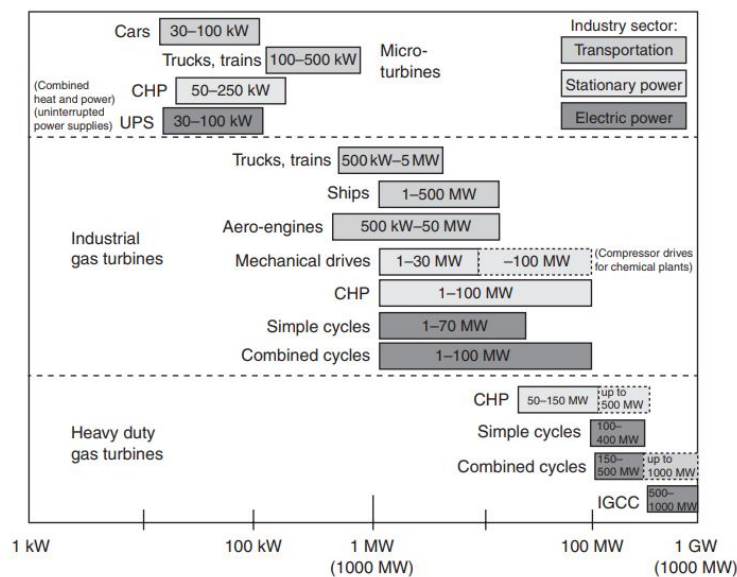 Cars 30–100 kW
Trucks, trains 100–500 kW
Micro-
turbines
(Combined
heat and power)
CHP 50–250 kW
(uninterrupted
power supplies)
UPS 30–100 kW
Industry sector:
Transportation
Stationary power
Electric power
Industrial
gas turbines
Trucks, trains 500 kW–5 MW
Ships 1–500 MW
Aero-engines 500 kW–50 MW
Mechanical drives 1–30 MW –100 MW
(Compressor drives
for chemical plants)
CHP 1–100 MW
Simple cycles 1–70 MW
Combined cycles 1–100 MW
Heavy duty
gas turbines
CHP 50–150 MW up to
500 MW
Simple cycles 100–
400 MW
Combined cycles 150–
500 MW
up to
1000 MW
IGCC 500–
1000 MW
1 kW 100 kW 1 MW 100 MW 1 GW
(1000 MW) (1000 MW)